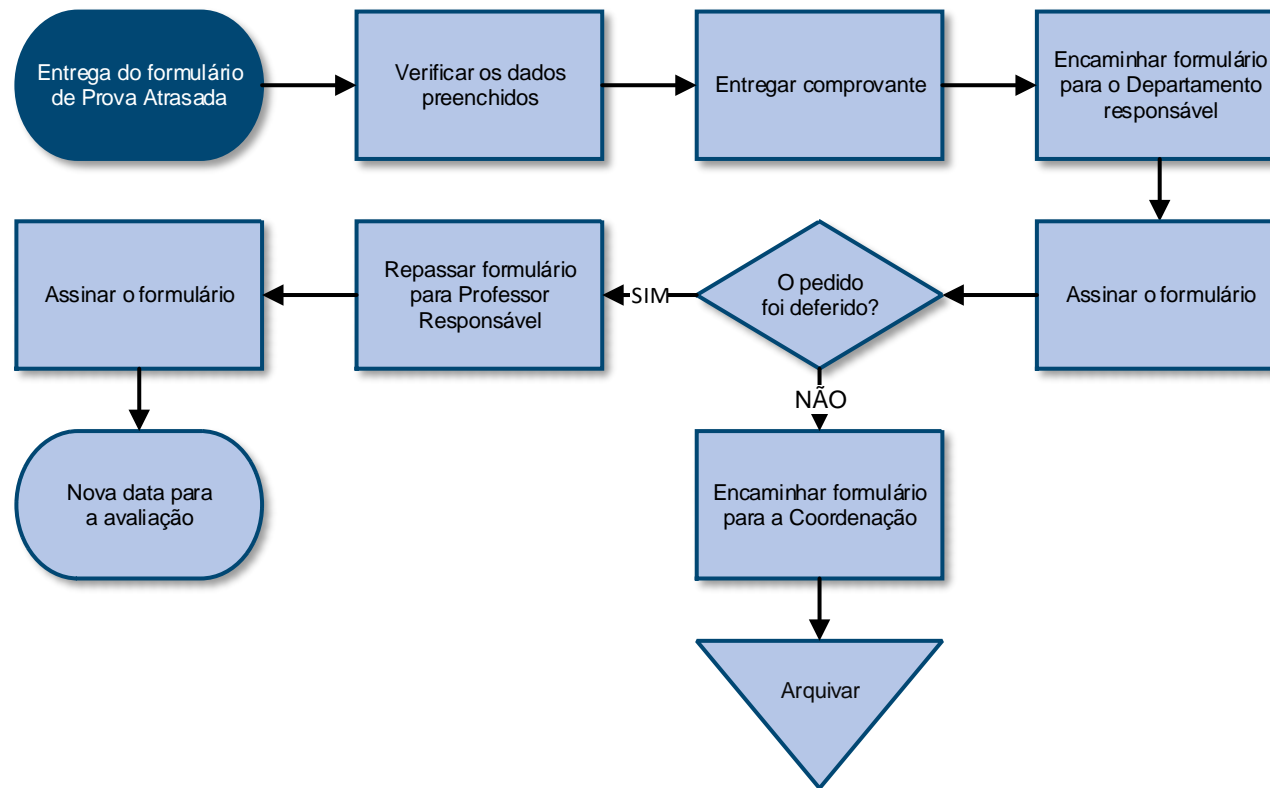 Entrega do formulário
de Prova Atrasada
Verificar os dados
preenchidos
Entregar comprovante
Encaminhar formulário
para o Departamento
responsável
Assinar o formulário
O pedido
foi deferido?
SIM
Repassar formulário
para Professor
Responsável
Assinar o formulário
NÃO
Nova data para
a avaliação
Encaminhar formulário
para a Coordenação
Arquivar